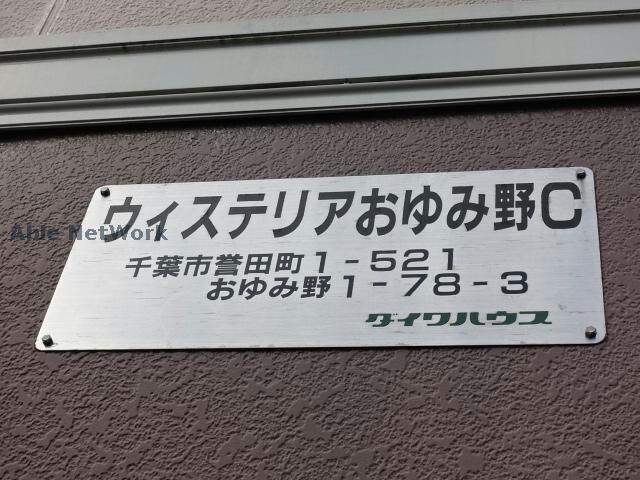 ウィステリアおゆみ野C
Able Network
千葉市誉田町1-521
おゆみ野1-78-3
ダイワハウス